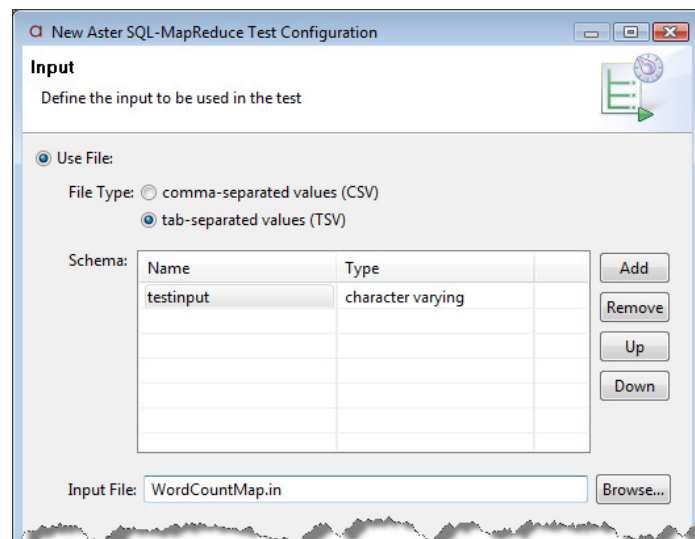 New Aster SQL-MapReduce Test Configuration
Input
Define the input to be used in the test
Use File:
File Type: comma-separated values (CSV)
tab-separated values (TSV)
Schema: Name Type Add
testinput character varying Remove
Up
Down
Input File: WordCountMap.in Browse...